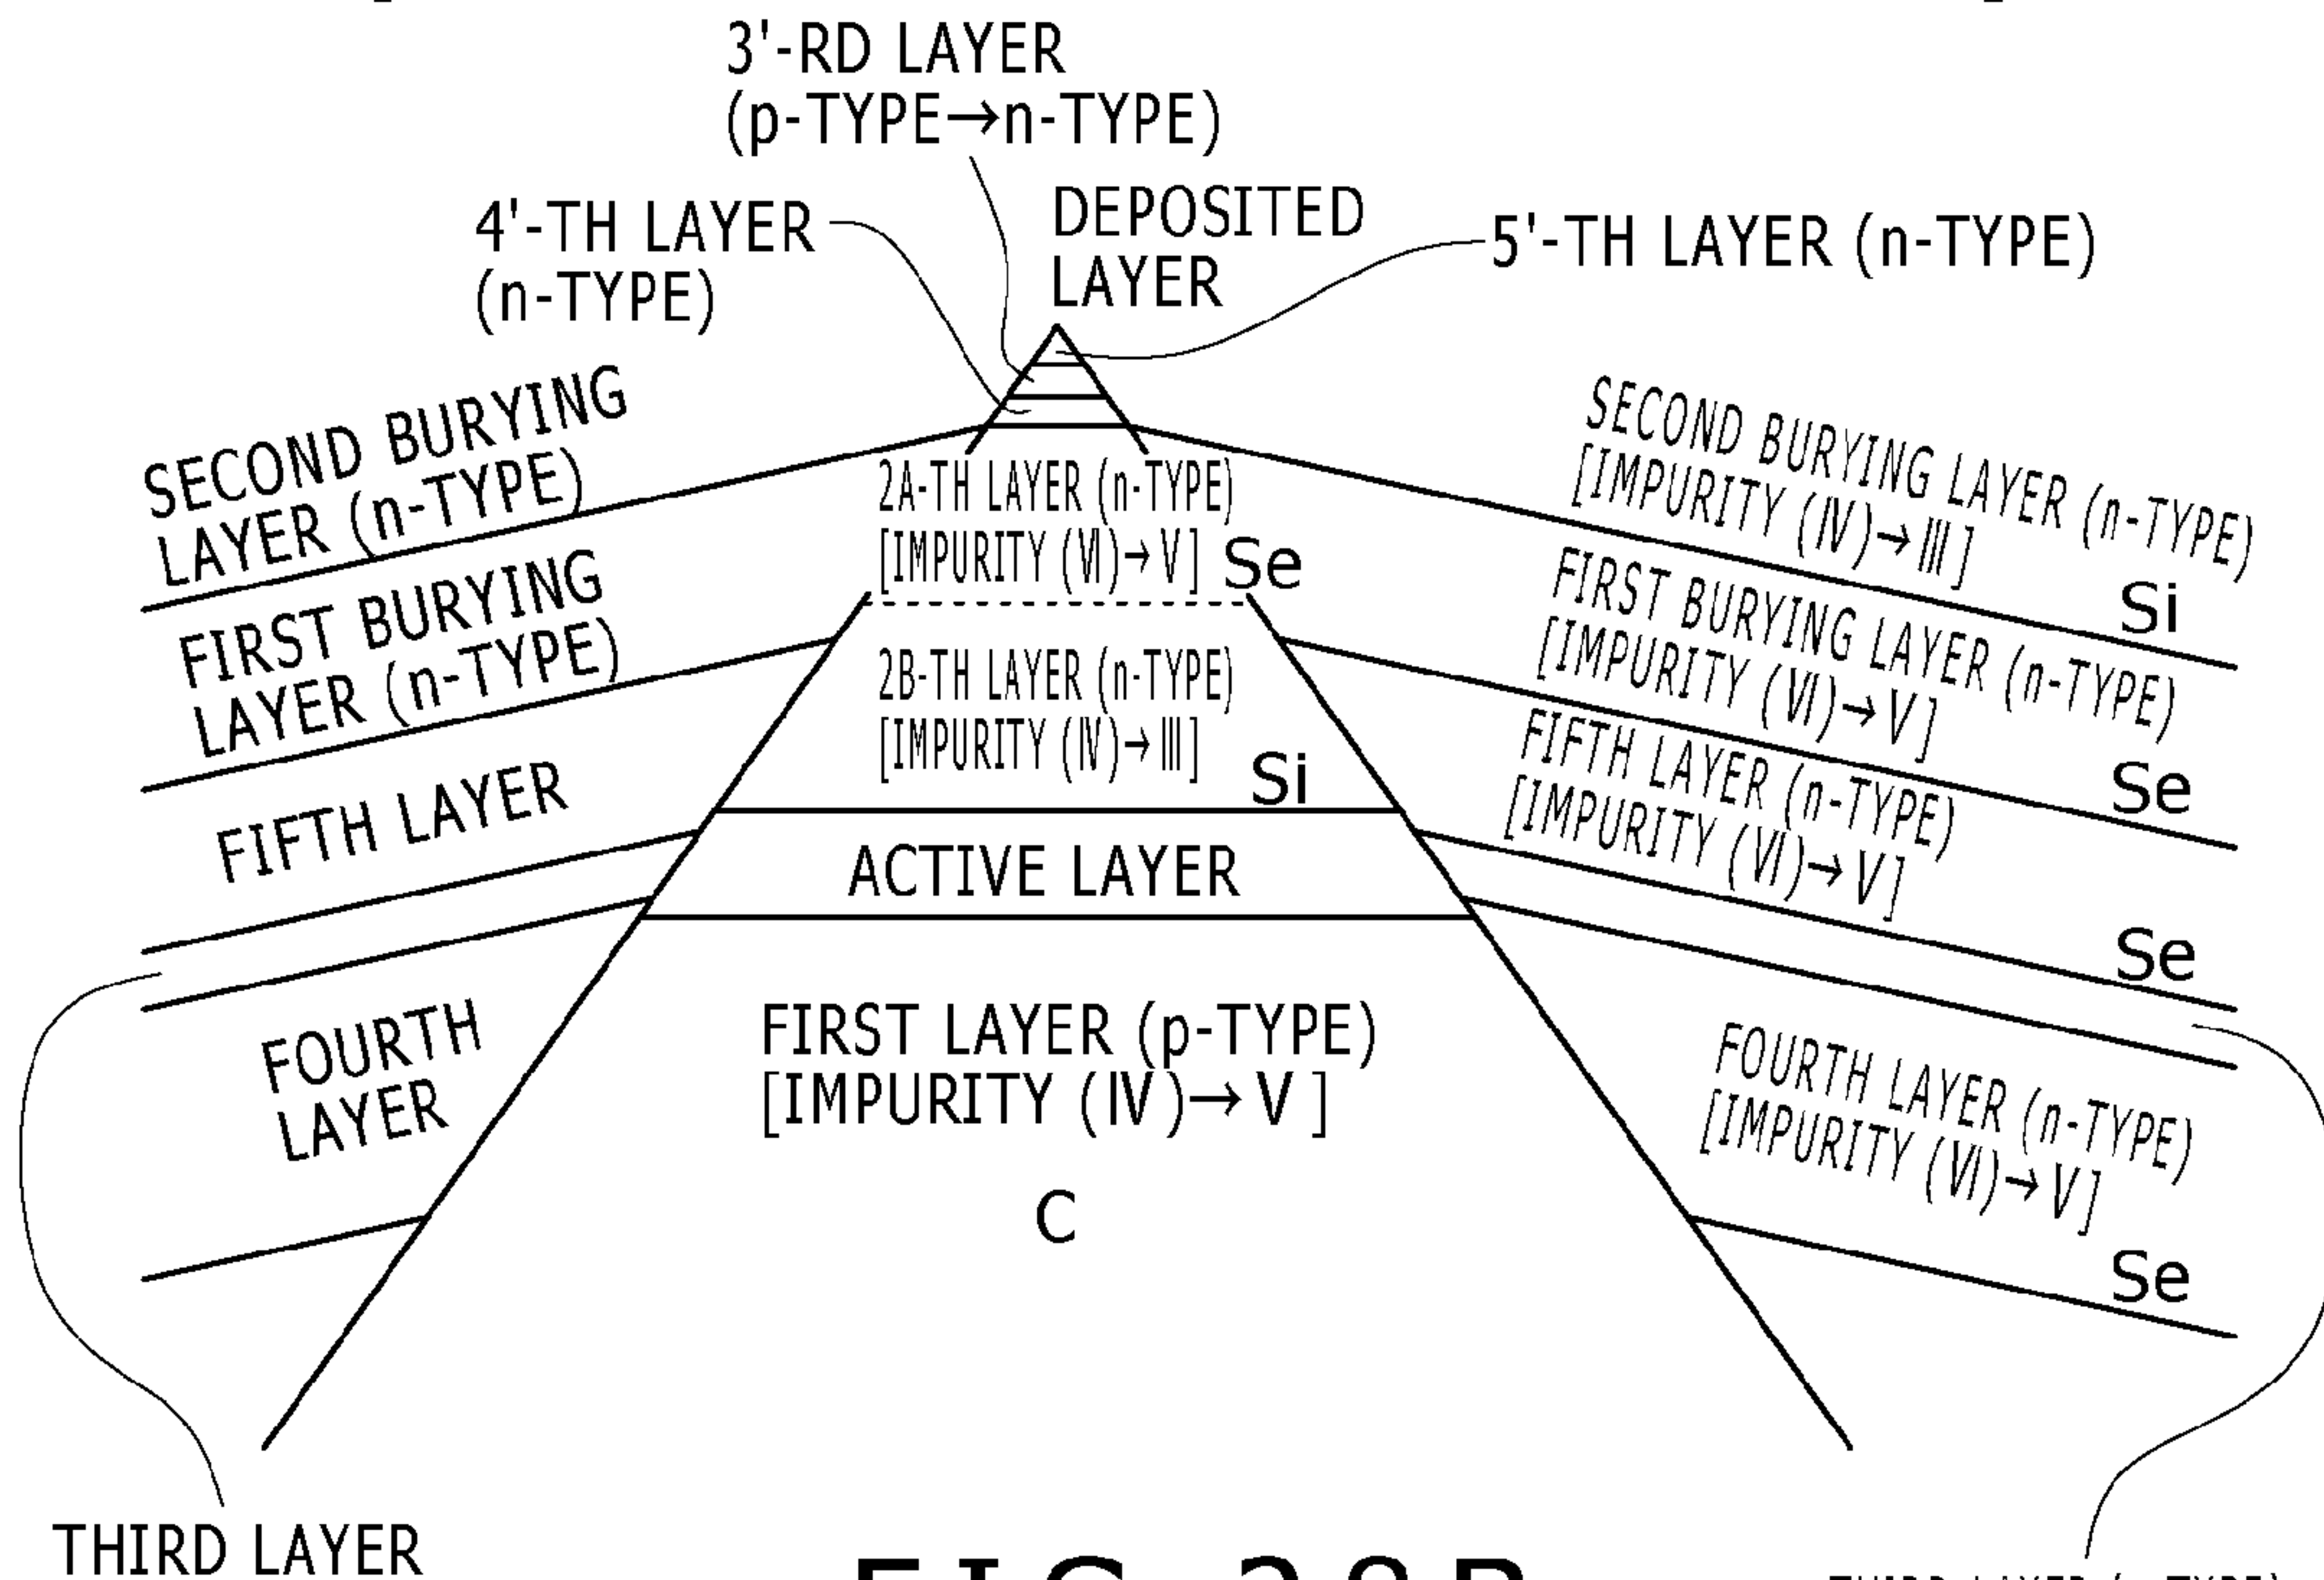 3'-RD LAYER
(p-TYPE→n-TYPE)
4'-TH LAYER
(n-TYPE)
DEPOSITED
LAYER
5'-TH LAYER (n-TYPE)
SECOND BURYING
LAYER (n-TYPE)
FIRST BURYING
LAYER (n-TYPE)
FIFTH LAYER
FOURTH
LAYER
THIRD LAYER
2A-TH LAYER (n-TYPE)
[IMPURITY (Ⅵ)→Ⅴ]
Se
2B-TH LAYER (n-TYPE)
[IMPURITY (Ⅳ)→Ⅲ]
Si
ACTIVE LAYER
FIRST LAYER (p-TYPE)
[IMPURITY (Ⅳ)→Ⅴ]
C
SECOND BURYING LAYER (n-TYPE)
[IMPURITY (Ⅳ)→Ⅲ]
Si
FIRST BURYING LAYER (n-TYPE)
[IMPURITY (Ⅵ)→Ⅴ]
Se
FIFTH LAYER (n-TYPE)
[IMPURITY (Ⅵ)→Ⅴ]
Se
FOURTH LAYER (n-TYPE)
[IMPURITY (Ⅵ)→Ⅴ]
Se